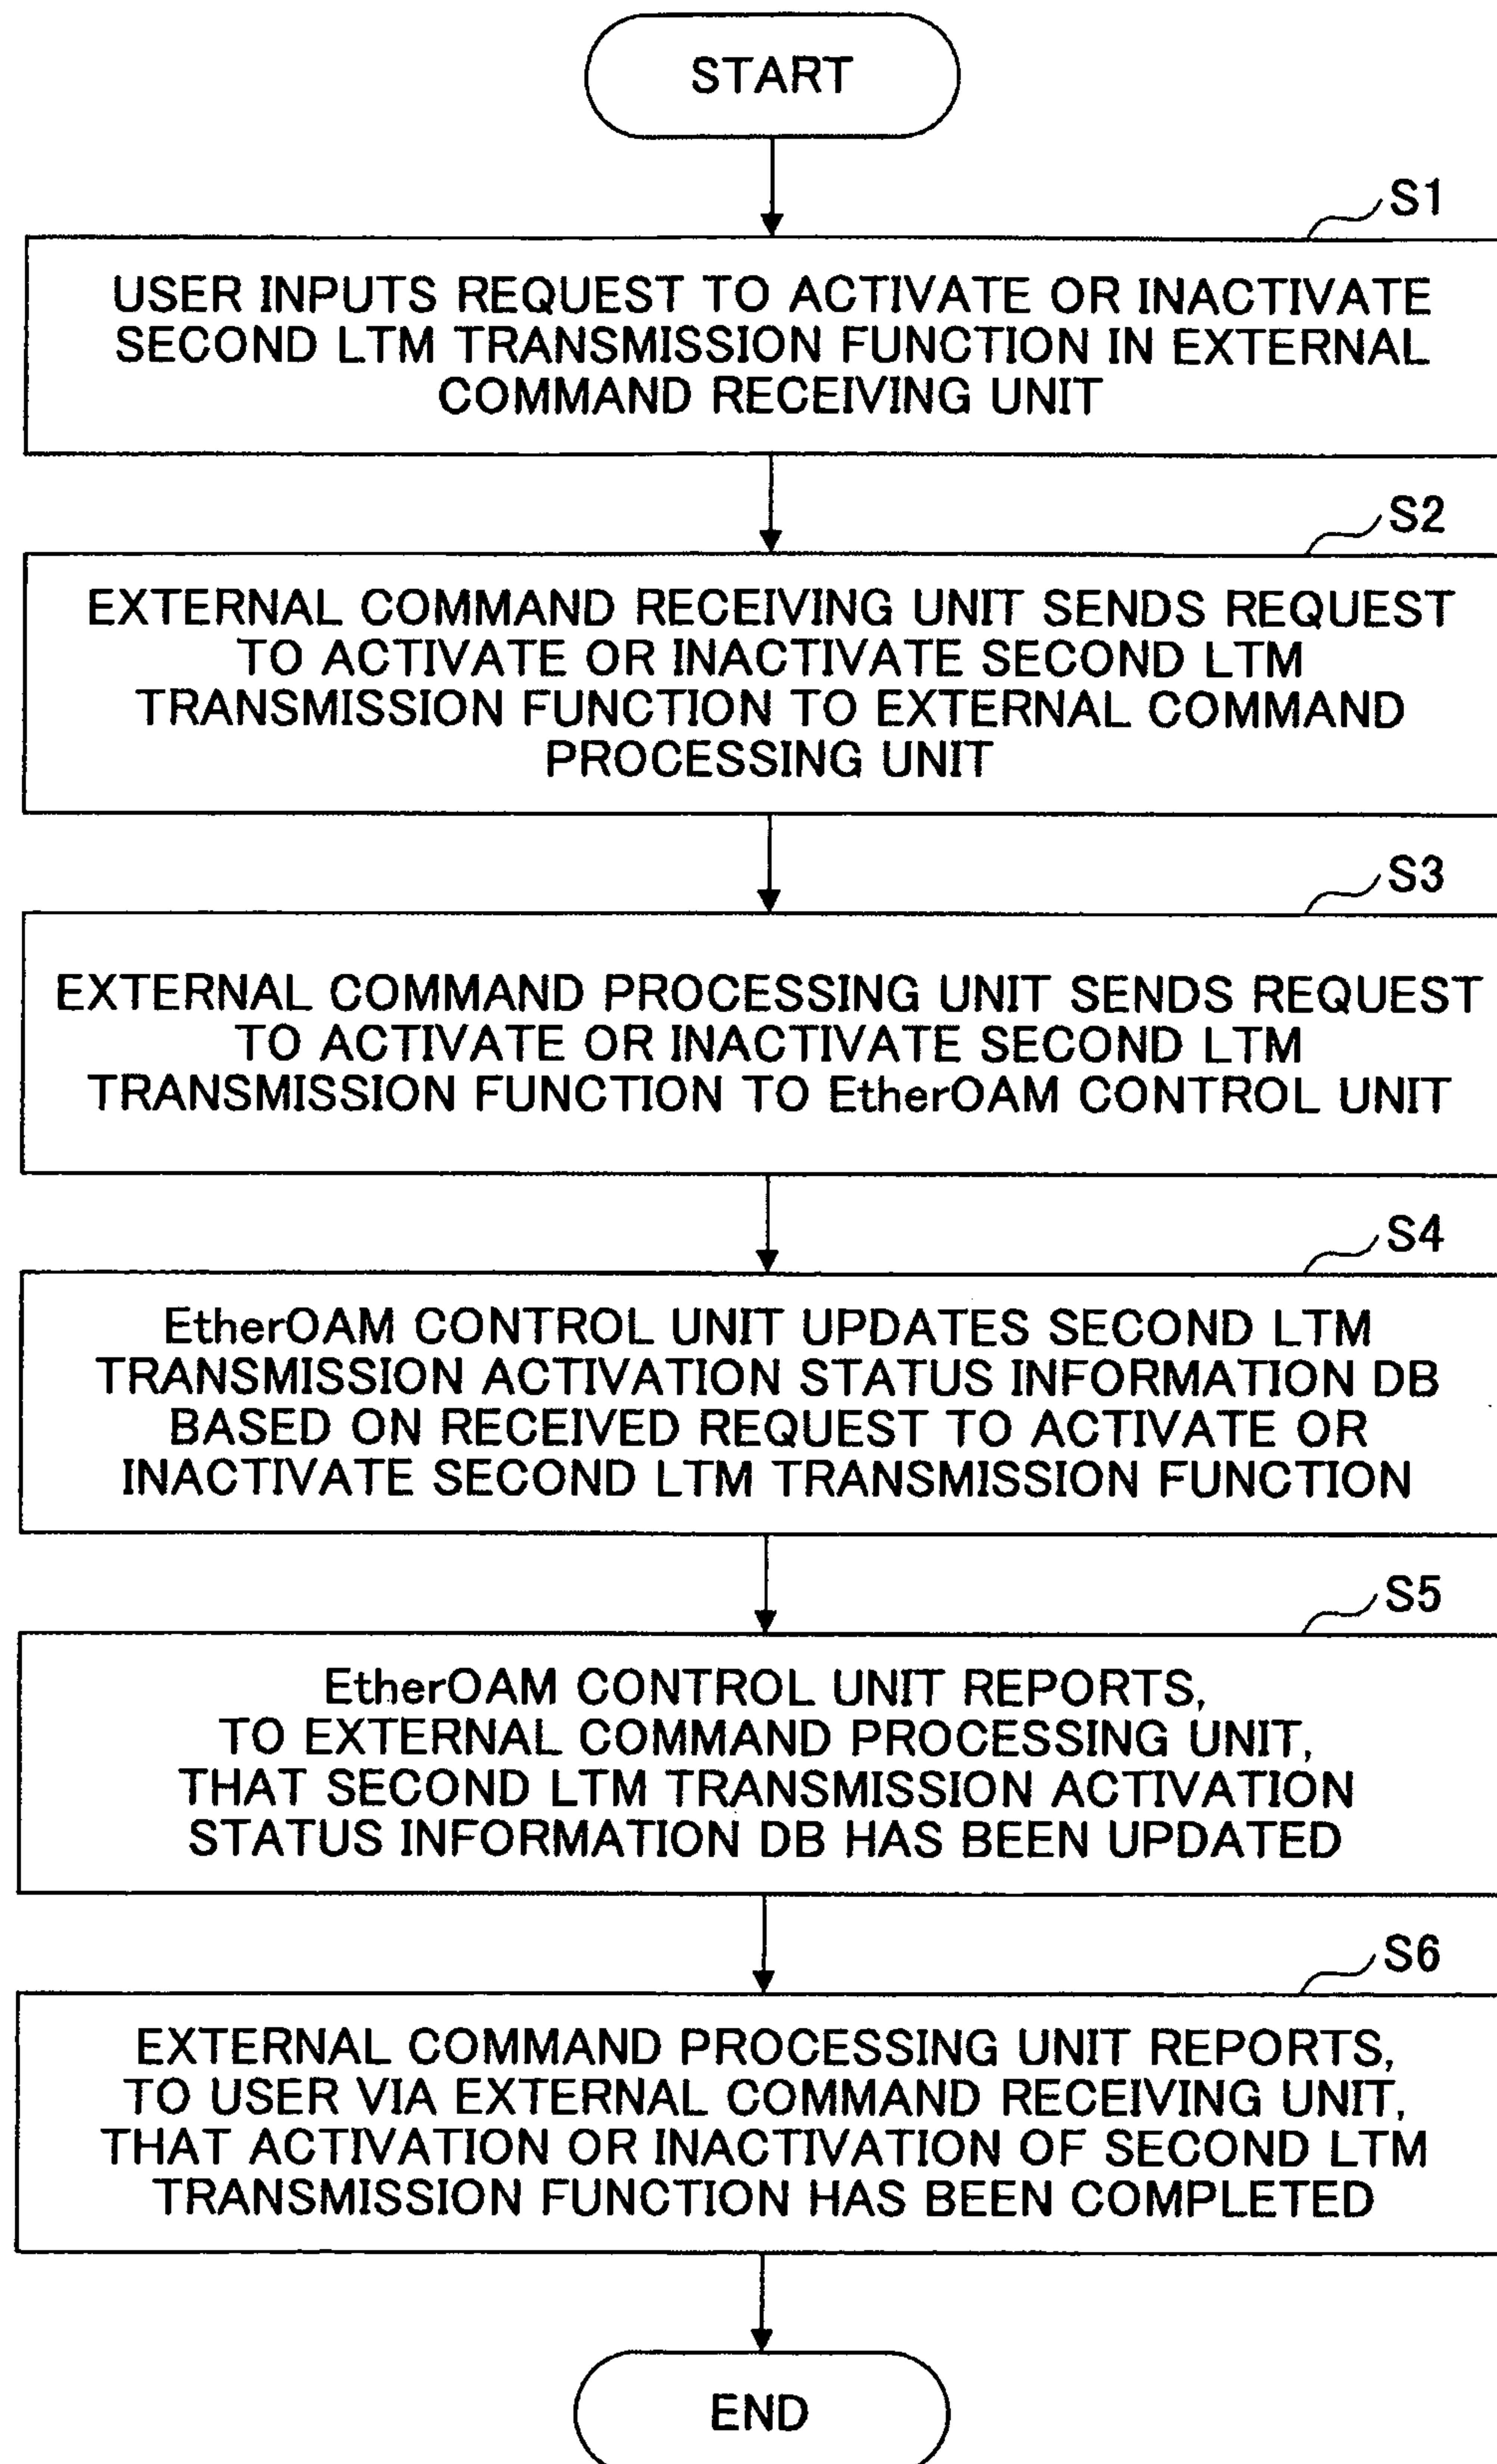 START
S1
USER INPUTS REQUEST TO ACTIVATE OR INACTIVATE
SECOND LTM TRANSMISSION FUNCTION IN EXTERNAL
COMMAND RECEIVING UNIT
S2
EXTERNAL COMMAND RECEIVING UNIT SENDS REQUEST
TO ACTIVATE OR INACTIVATE SECOND LTM
TRANSMISSION FUNCTION TO EXTERNAL COMMAND
PROCESSING UNIT
S3
EXTERNAL COMMAND PROCESSING UNIT SENDS REQUEST
TO ACTIVATE OR INACTIVATE SECOND LTM
TRANSMISSION FUNCTION TO EtherOAM CONTROL UNIT
S4
EtherOAM CONTROL UNIT UPDATES SECOND LTM
TRANSMISSION ACTIVATION STATUS INFORMATION DB
BASED ON RECEIVED REQUEST TO ACTIVATE OR
INACTIVATE SECOND LTM TRANSMISSION FUNCTION
S5
EtherOAM CONTROL UNIT REPORTS,
TO EXTERNAL COMMAND PROCESSING UNIT,
THAT SECOND LTM TRANSMISSION ACTIVATION
STATUS INFORMATION DB HAS BEEN UPDATED
S6
EXTERNAL COMMAND PROCESSING UNIT REPORTS,
TO USER VIA EXTERNAL COMMAND RECEIVING UNIT,
THAT ACTIVATION OR INACTIVATION OF SECOND LTM
TRANSMISSION FUNCTION HAS BEEN COMPLETED
END